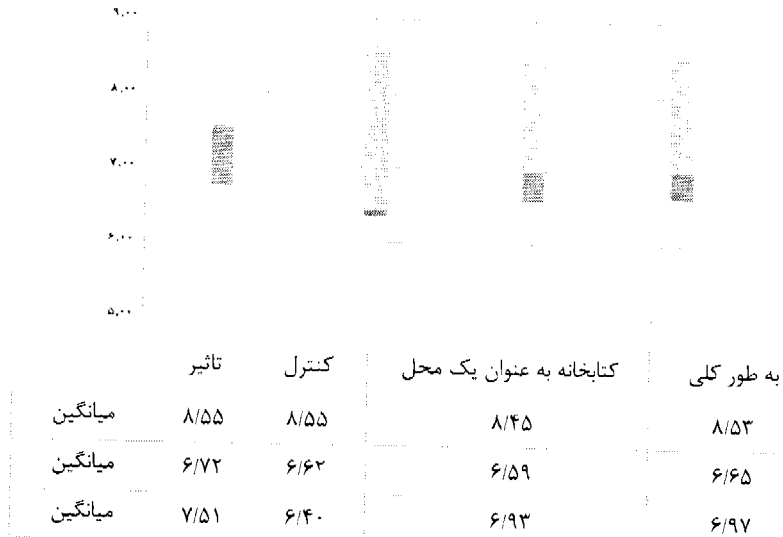 ۹.۰۰
۸.۰۰
۷.۰۰
۶.۰۰
۵.۰۰
تاثیر کنترل کتابخانه به عنوان یک محل به طور کلی
میانگین ۸/۵۵ ۸/۵۵ ۸/۴۵ ۸/۵۳
میانگین ۶/۷۲ ۶/۶۲ ۶/۵۹ ۶/۶۵
میانگین ۷/۵۱ ۶/۴۰ ۶/۹۳ ۶/۹۷